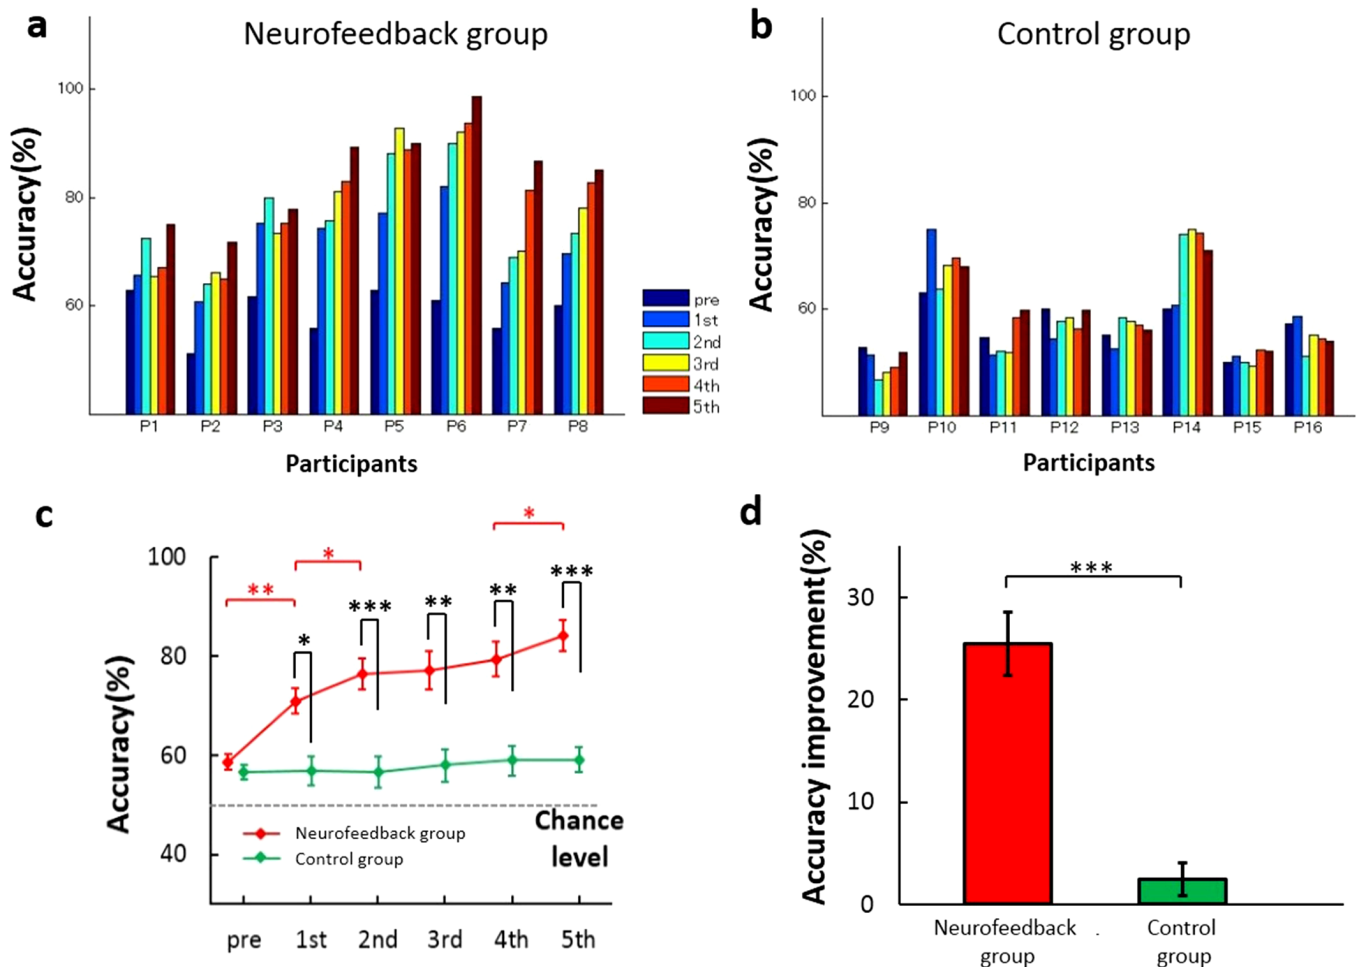 a
Neurofeedback group
Accuracy(%)
100
80
60
P1 P2 P3 P4 P5 P6 P7 P8
Participants
pre
1st
2nd
3rd
4th
5th
b
Control group
Accuracy(%)
100
80
60
P9 P10 P11 P12 P13 P14 P15 P16
Participants
c
Accuracy(%)
100
80
60
40
** * * * *** ** ** ***
Neurofeedback group
Control group
Chance
level
pre 1st 2nd 3rd 4th 5th
d
Accuracy improvement(%)
30
20
10
0
***
Neurofeedback
group
.
Control
group